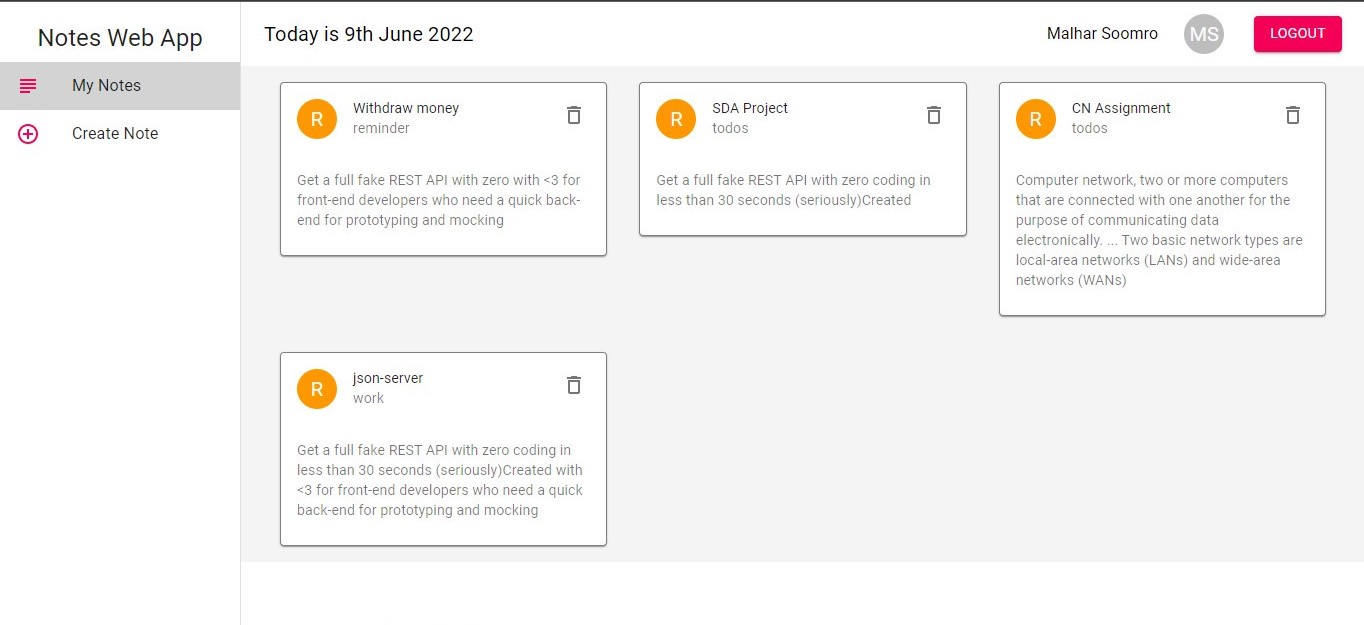 Notes Web App
My Notes
Create Note
Today is 9th June 2022
Malhar Soomro
MS
LOGOUT
R
Withdraw money
reminder
Get a full fake REST API with zero with <3 for
front-end developers who need a quick back-
end for prototyping and mocking
R
SDA Project
todos
Get a full fake REST API with zero coding in
less than 30 seconds (seriously)Created
R
CN Assignment
todos
Computer network, two or more computers
that are connected with one another for the
purpose of communicating data
electronically. ... Two basic network types are
local-area networks (LANs) and wide-area
networks (WANs)
R
json-server
work
Get a full fake REST API with zero coding in
less than 30 seconds (seriously)Created with
<3 for front-end developers who need a quick
back-end for prototyping and mocking